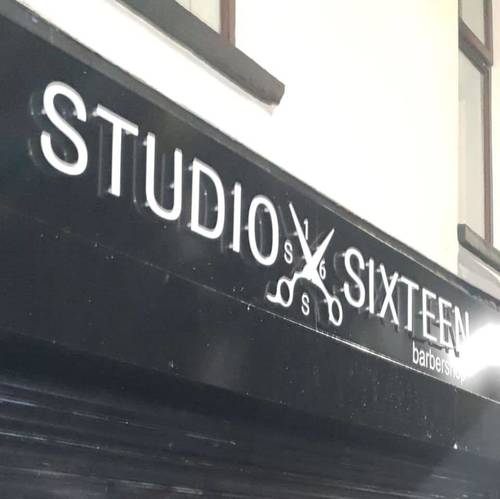 STUDIO
1
S 6
S
SIXTEEN
barbershop